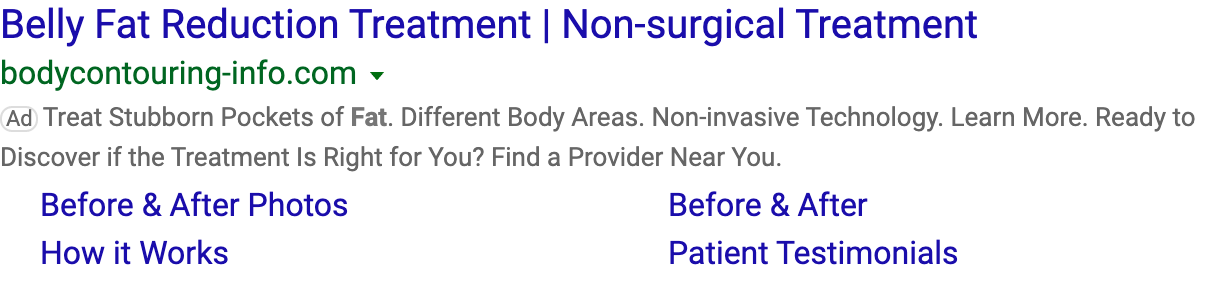 Belly Fat Reduction Treatment | Non-surgical Treatment
bodycontouring-info.com
Ad Treat Stubborn Pockets of Fat. Different Body Areas. Non-invasive Technology. Learn More. Ready to
Discover if the Treatment Is Right for You? Find a Provider Near You.
Before & After Photos Before & After
How it Works Patient Testimonials